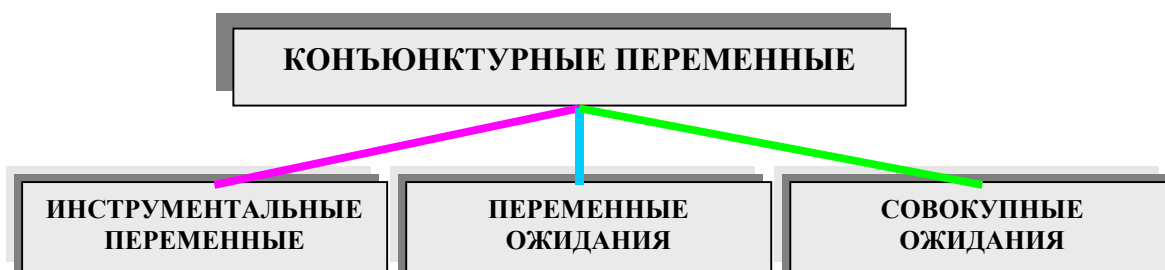 КОНЪЮНКТУРНЫЕ ПЕРЕМЕННЫЕ
ИНСТРУМЕНТАЛЬНЫЕ
ПЕРЕМЕННЫЕ
ПЕРЕМЕННЫЕ
ОЖИДАНИЯ
СОВОКУПНЫЕ
ОЖИДАНИЯ